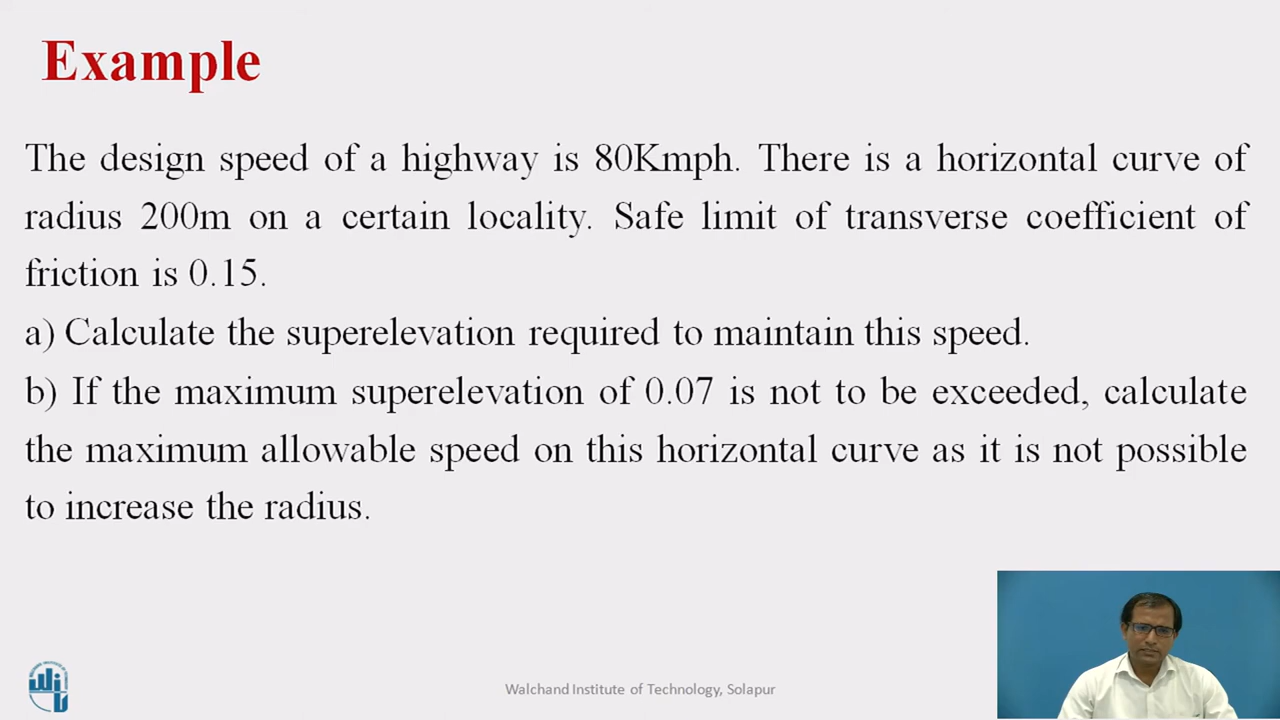 Example
The design speed of a highway is 80Kmph. There is a horizontal curve of
radius 200m on a certain locality. Safe limit of transverse coefficient of
friction is 0.15.
a) Calculate the superelevation required to maintain this speed.
b) If the maximum superelevation of 0.07 is not to be exceeded, calculate
the maximum allowable speed on this horizontal curve as it is not possible
to increase the radius.
Walchand Institute of Technology, Solapur